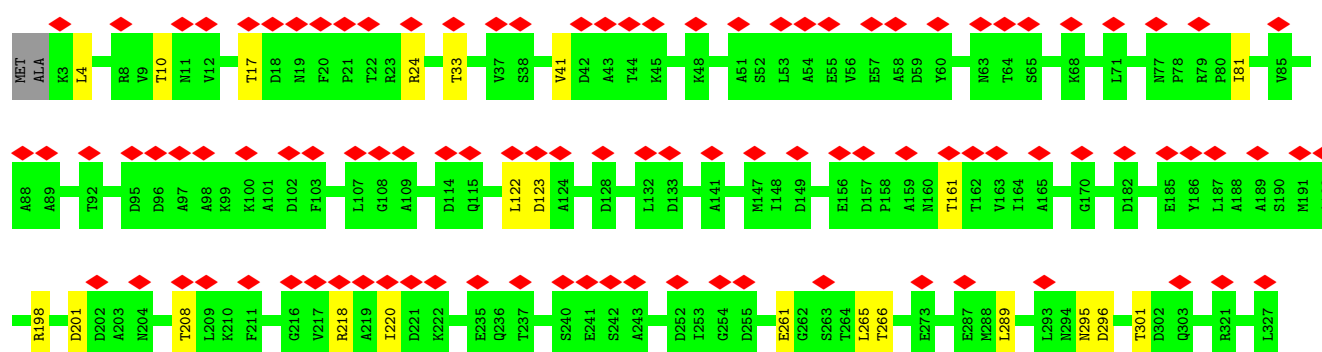 MET ALA K3 L4 R8 V9 T10 N11 V12 T17 D18 N19 F20 P21 T22 R23 R24 T33 V37 S38 V41 D42 A43 T44 K45 K48 A51 S52 L53 A54 E55 V56 E57 A58 D59 Y60 N63 T64 S65 K68 L71 N77 P78 R79 P80 I81 V85
A88 A89 T92 D95 D96 A97 A98 K99 K100 A101 D102 F103 L107 G108 A109 D114 Q115 L122 D123 A124 D128 L132 D133 A141 M147 I148 D149 E156 D157 P158 A159 N160 T161 T162 V163 I164 A165 G170 D182 E185 Y186 L187 A188 A189 S190 M191
R198 D201 D202 A203 N204 T208 L209 K210 F211 G216 V217 R218 A219 I220 D221 K222 E235 Q236 T237 S240 E241 S242 A243 D252 I253 G254 D255 E261 G262 S263 T264 L265 T266 E273 E287 M288 L289 L293 N294 N295 D296 T301 D302 Q303 R321 L327